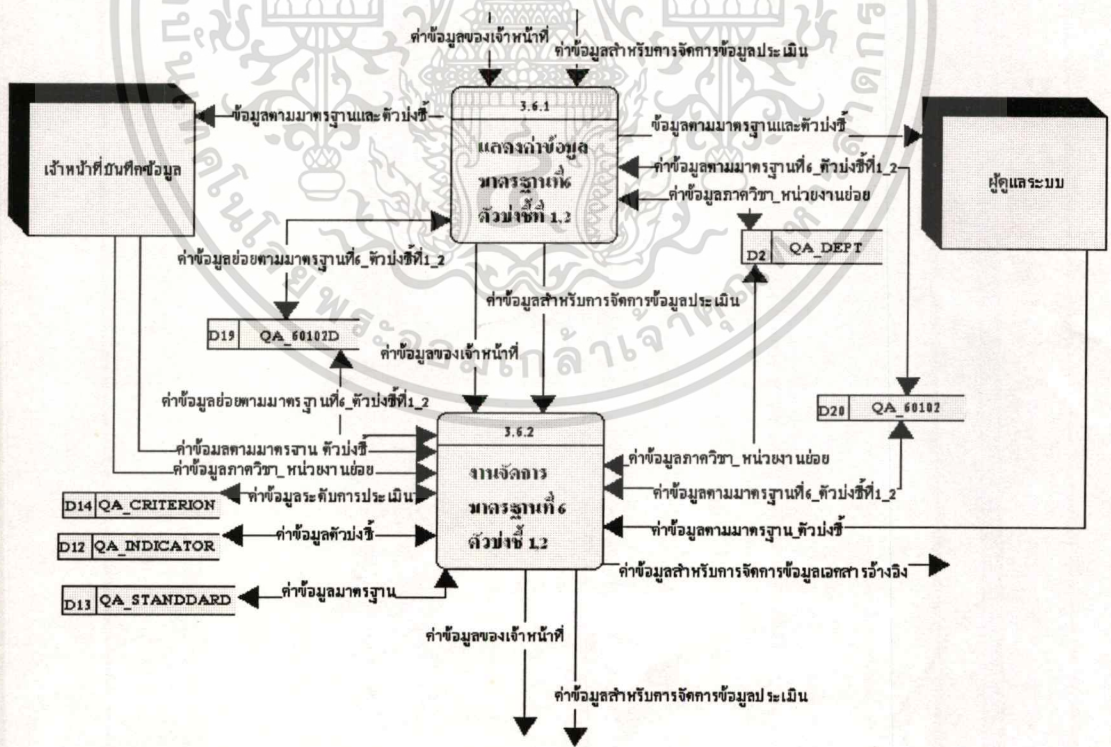 ค่าข้อมูลของเจ้าหน้าที่
ค่าข้อมูลสำหรับการจัดการข้อมูลประเมิน
3.6.1
แสดงค่าข้อมูล
มาตรฐานที่6
ตัวบ่งชี้ที่ 1,2
เจ้าหน้าที่บันทึกข้อมูล
ข้อมูลตามมาตรฐานและตัวบ่งชี้
ข้อมูลตามมาตรฐานและตัวบ่งชี้
ค่าข้อมูลตามมาตรฐานที่6_ตัวบ่งชี้ที่1_2
ค่าข้อมูลภาควิชา_หน่วยงานย่อย
ผู้ดูแลระบบ
D2 QA_DEPT
ค่าข้อมูลย่อยตามมาตรฐานที่6_ตัวบ่งชี้ที่1_2
ค่าข้อมูลสำหรับการจัดการข้อมูลประเมิน
D19 QA_60102D
ค่าข้อมูลของเจ้าหน้าที่
ค่าข้อมูลย่อยตามมาตรฐานที่6_ตัวบ่งชี้ที่1_2
D20 QA_60102
3.6.2
งานจัดการ
มาตรฐานที่ 6
ตัวบ่งชี้ 1,2
ค่าข้อมูลตามมาตรฐาน ตัวบ่งชี้
ค่าข้อมูลภาควิชา_หน่วยงานย่อย
ค่าข้อมูลภาควิชา_หน่วยงานย่อย
D14 QA_CRITERION
ค่าข้อมูลระดับการประเมิน
ค่าข้อมูลตามมาตรฐานที่6_ตัวบ่งชี้ที่1_2
D12 QA_INDICATOR
ค่าข้อมูลตัวบ่งชี้
ค่าข้อมูลตามมาตรฐาน_ตัวบ่งชี้
ค่าข้อมูลสำหรับการจัดการข้อมูลเอกสารอ้างอิง
D13 QA_STANDDARD
ค่าข้อมูลมาตรฐาน
ค่าข้อมูลของเจ้าหน้าที่
ค่าข้อมูลสำหรับการจัดการข้อมูลประเมิน